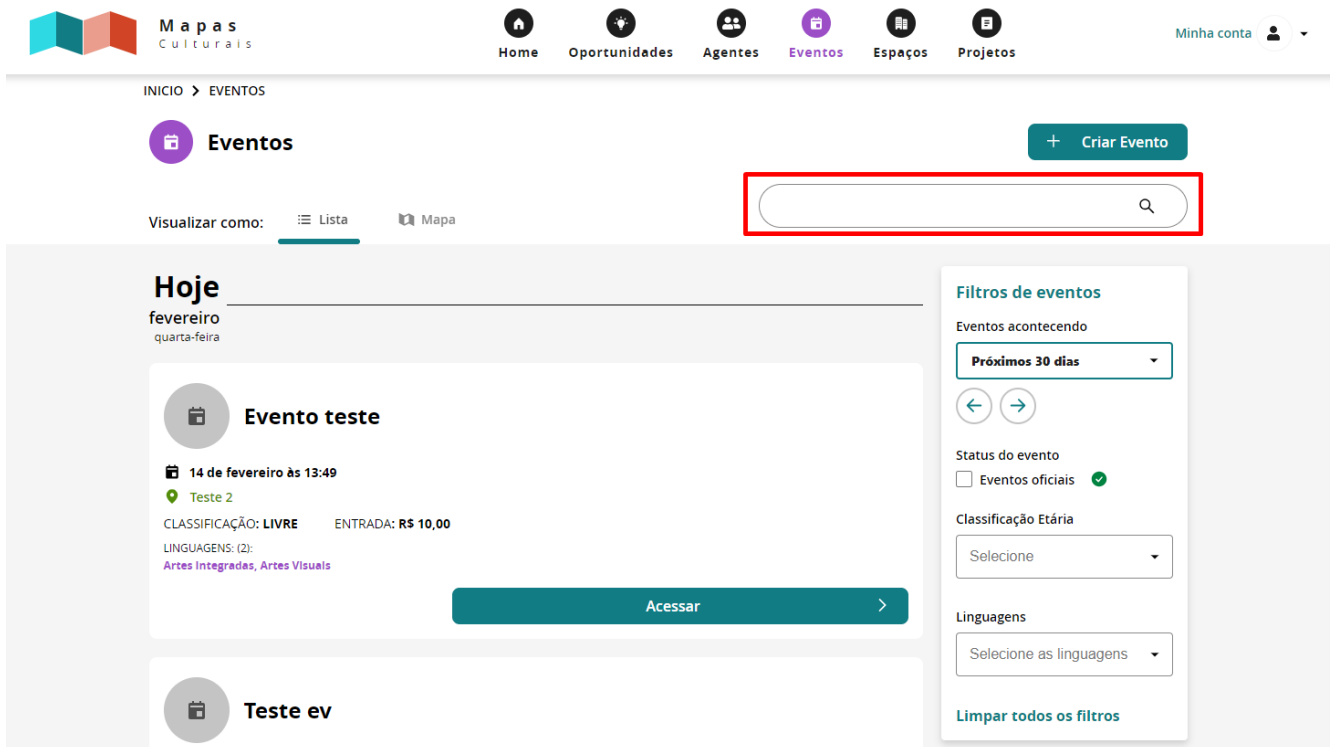 Mapas
Culturais
Home
Oportunidades
Agentes
Eventos
Espaços
Projetos
Minha conta
INICIO > EVENTOS
Eventos
+ Criar Evento
Visualizar como:
Lista
Mapa
Hoje
fevereiro
quarta-feira
Evento teste
14 de fevereiro às 13:49
Teste 2
CLASSIFICAÇÃO: LIVRE ENTRADA: R$ 10,00
LINGUAGENS: (2):
Artes Integradas, Artes Visuais
Acessar
Teste ev
Filtros de eventos
Eventos acontecendo
Próximos 30 dias
Status do evento
Eventos oficiais
Classificação Etária
Selecione
Linguagens
Selecione as linguagens
Limpar todos os filtros